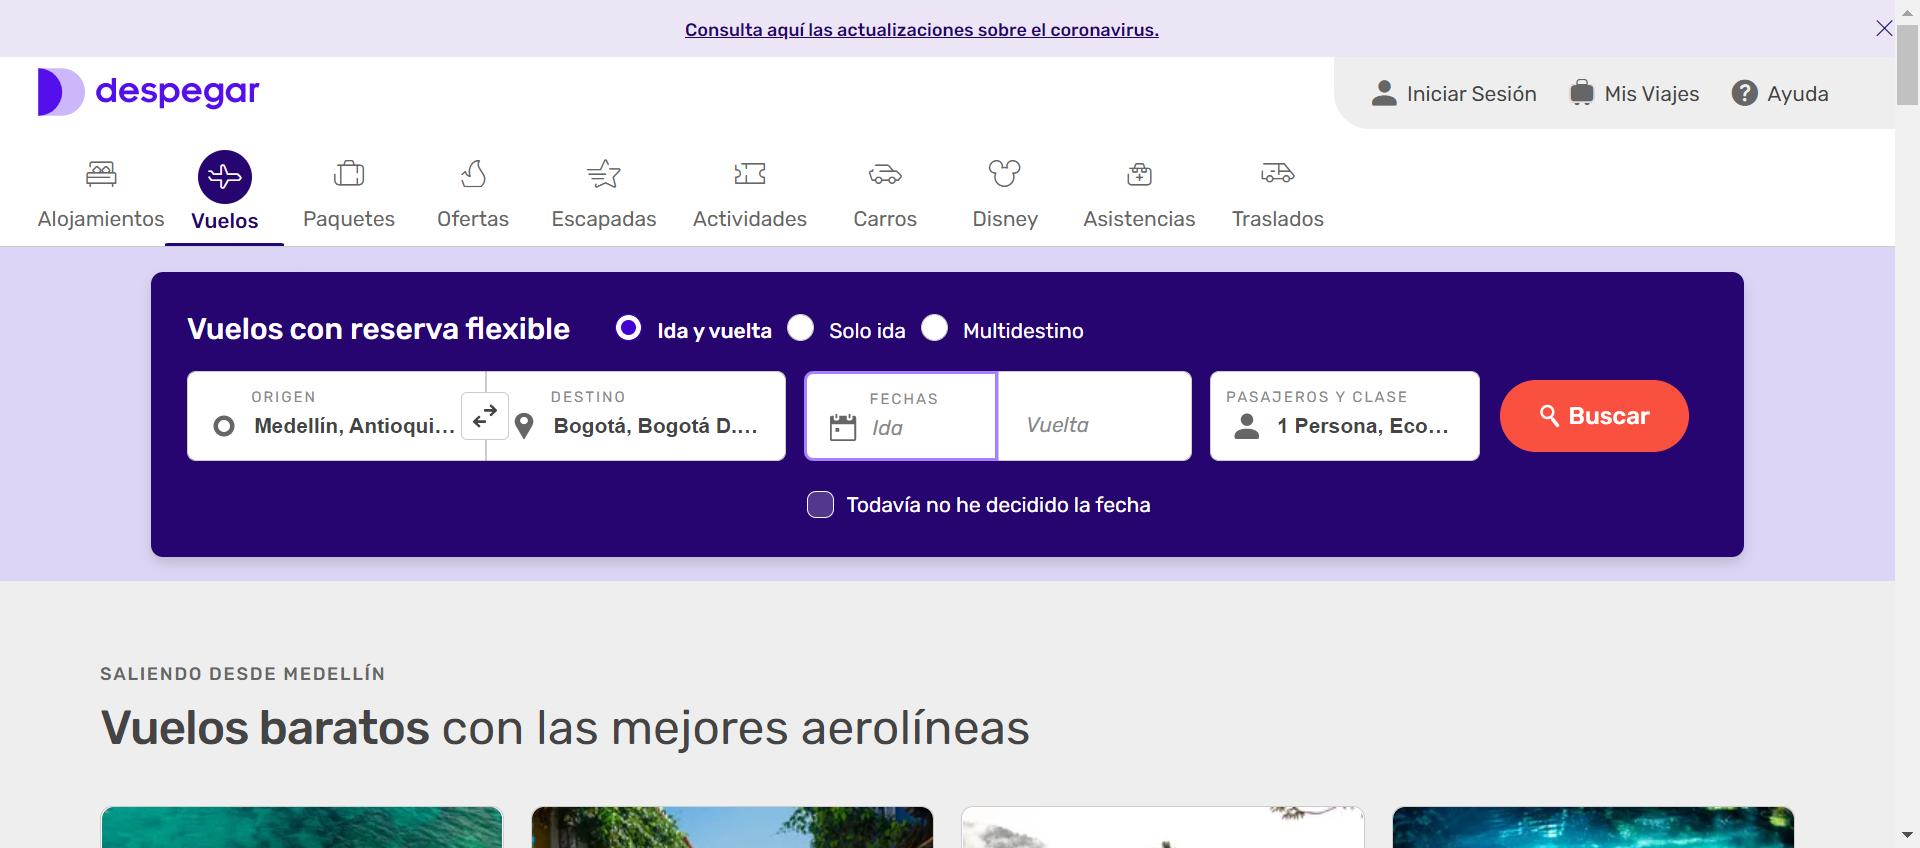 Consulta aquí las actualizaciones sobre el coronavirus.
despegar
Iniciar Sesión
Mis Viajes
Ayuda
Alojamientos
Vuelos
Paquetes
Ofertas
Escapadas
Actividades
Carros
Disney
Asistencias
Traslados
Vuelos con reserva flexible
Ida y vuelta
Solo ida
Multidestino
ORIGEN
Medellín, Antioqui...
DESTINO
Bogotá, Bogotá D....
FECHAS
Ida
Vuelta
PASAJEROS Y CLASE
1 Persona, Eco...
Buscar
Todavía no he decidido la fecha
SALIENDO DESDE MEDELLÍN
Vuelos baratos con las mejores aerolíneas